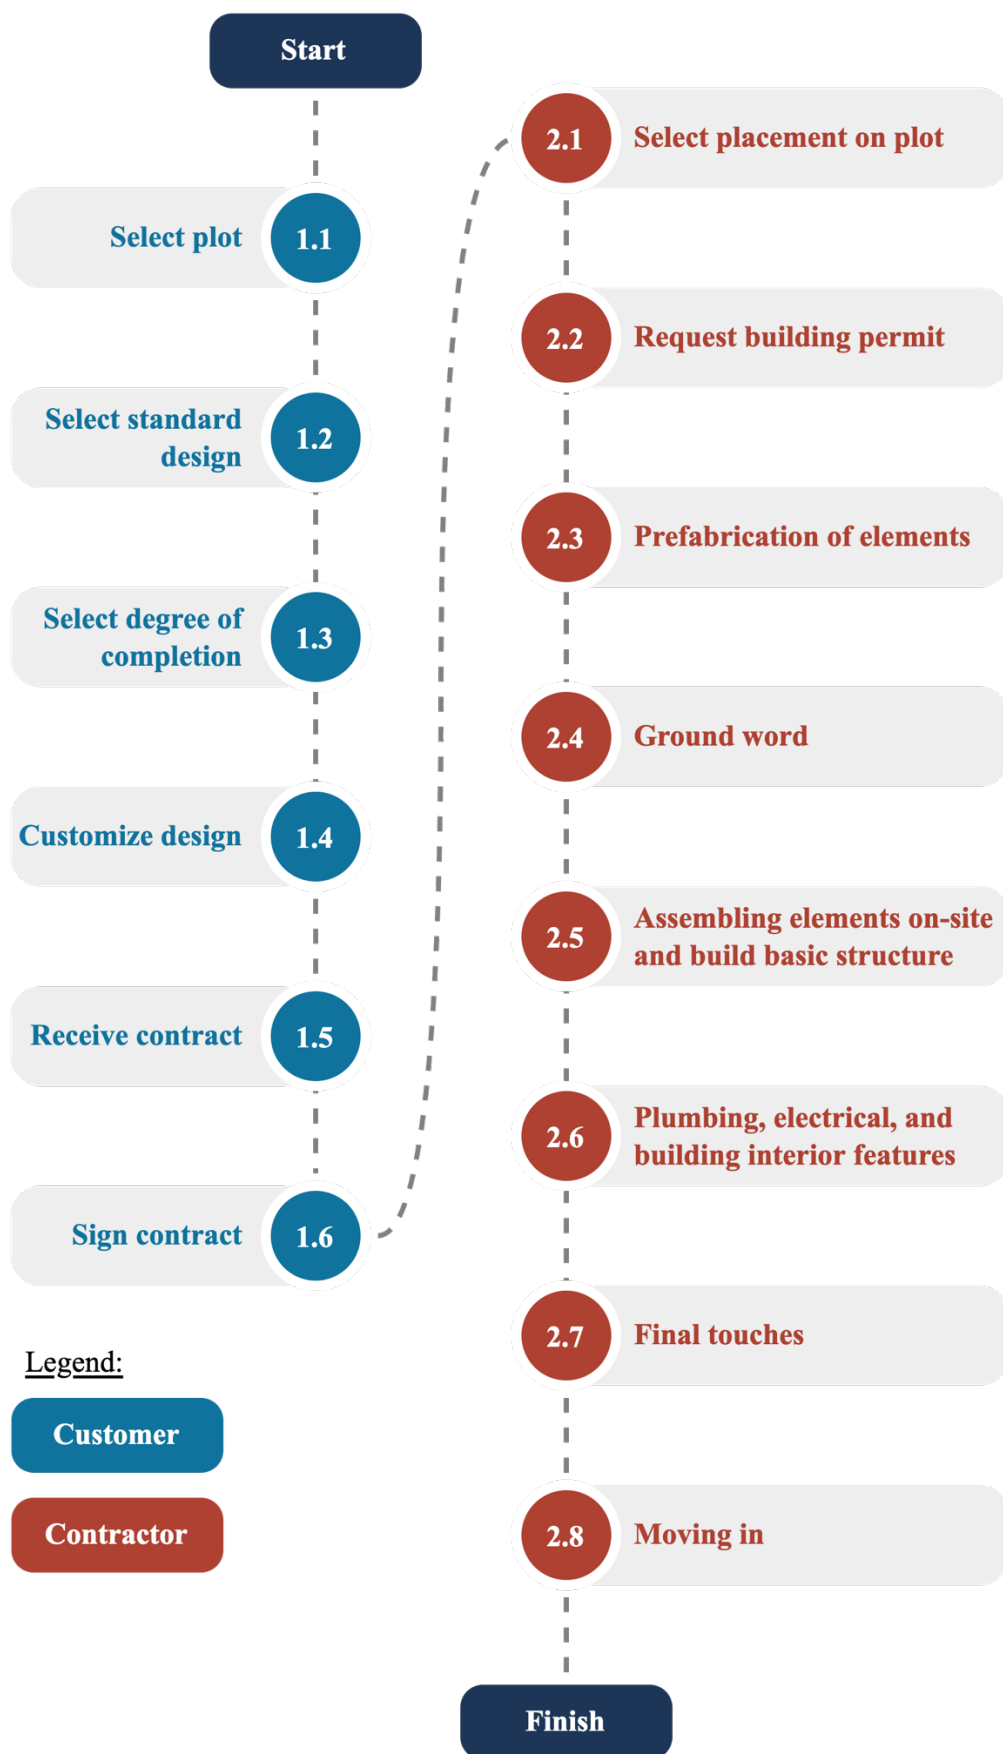 Start
Select plot
1.1
Select standard
design
1.2
Select degree of
completion
1.3
Customize design
1.4
Receive contract
1.5
Sign contract
1.6
2.1
Select placement on plot
2.2
Request building permit
2.3
Prefabrication of elements
2.4
Ground word
2.5
Assembling elements on-site
and build basic structure
2.6
Plumbing, electrical, and
building interior features
2.7
Final touches
2.8
Moving in
Finish
Legend:
Customer
Contractor